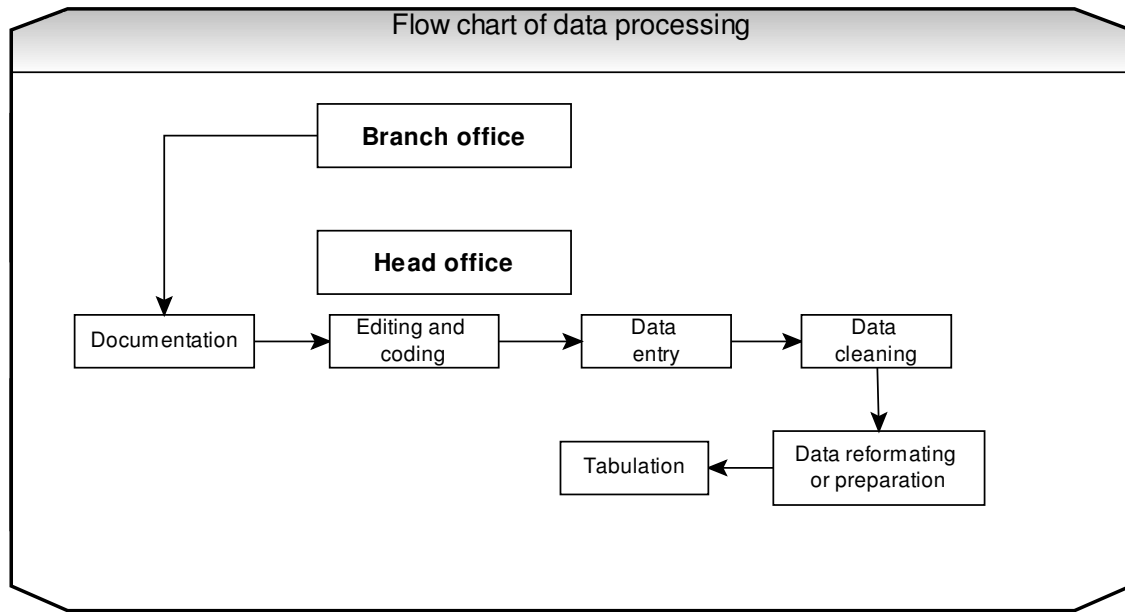 Flow chart of data processing
Branch office
Head office
Documentation
Editing and
coding
Data
entry
Data
cleaning
Data reformating
or preparation
Tabulation